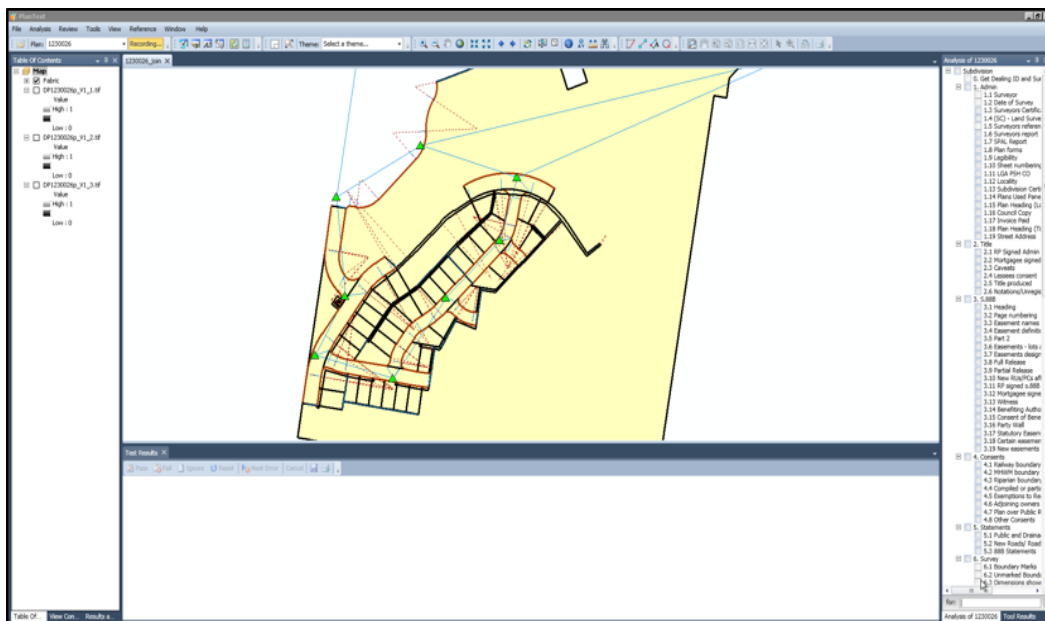 PlanTest
File Analysis Review Tools View Reference Window Help
Plan: 1230026 Recording... Theme: Select a theme...
Table Of Contents
Map
Fabric
DP1230026p_V1_1.tif
Value
High : 1
Low : 0
DP1230026p_V1_2.tif
Value
High : 1
Low : 0
DP1230026p_V1_3.tif
Value
High : 1
Low : 0
Table Of... View Con... Results a...
1230026_join
Test Results
Pass Fail Ignore Reset Next Error Cancel
Analysis of 1230026
Subdivision
0. Get Dealing ID and Sur
1. Admin
1.1 Surveyor
1.2 Date of Survey
1.3 Surveyors Certific
1.4 (SC) - Land Surve
1.5 Surveyors referen
1.6 Surveyors report
1.7 SPAL Report
1.8 Plan forms
1.9 Legibility
1.10 Sheet numbering
1.11 LGA PSH CO
1.12 Locality
1.13 Subdivision Certi
1.14 Plans Used Pane
1.15 Plan Heading (La
1.16 Council Copy
1.17 Invoice Paid
1.18 Plan Heading (Ti
1.19 Street Address
2. Title
2.1 RP Signed Admin
2.2 Mortgagee signed
2.3 Caveats
2.4 Lessees consent
2.5 Title produced
2.6 Notations/Unregis
3. S.88B
3.1 Heading
3.2 Page numbering
3.3 Easement names
3.4 Easement definiti
3.5 Part 2
3.6 Easements - lots a
3.7 Easements design
3.8 Full Release
3.9 Partial Release
3.10 New RUs/PCs aff
3.11 RP signed s.88B
3.12 Mortgagee signe
3.13 Witness
3.14 Benefiting Autho
3.15 Consent of Bene
3.16 Party Wall
3.17 Statutory Easem
3.18 Certain easemen
3.19 New easements
4. Consents
4.1 Railway boundary
4.2 MHWM boundary
4.3 Riparian boundary
4.4 Compiled or partia
4.5 Exemptions to Re
4.6 Adjoining owners
4.7 Plan over Public R
4.8 Other Consents
5. Statements
5.1 Public and Draina
5.2 New Roads/ Road
5.3 88B Statements
6. Survey
6.1 Boundary Marks
6.2 Unmarked Bound
6.3 Dimensions show
Analysis of 1230026 Tool Results